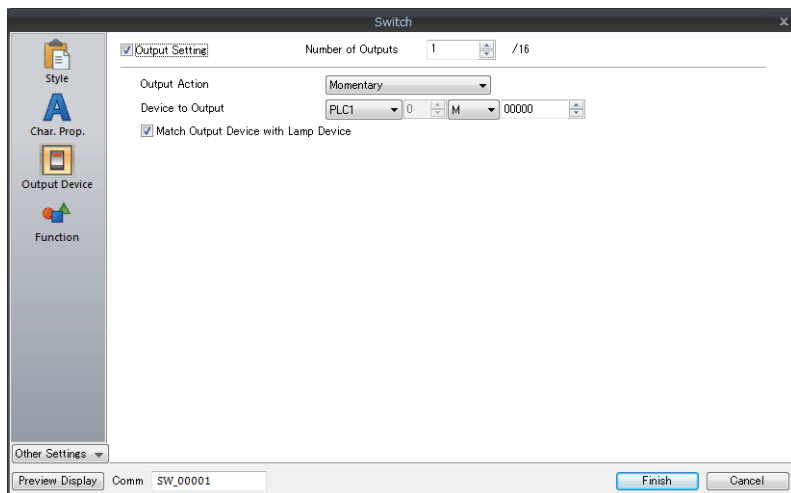 Switch
x
Output Setting
Number of Outputs
1
/16
Style
Output Action
Momentary
Device to Output
PLC1
0
M
00000
A
Char. Prop.
Match Output Device with Lamp Device
Output Device
Function
Other Settings
Preview Display
Comm
SW_00001
Finish
Cancel